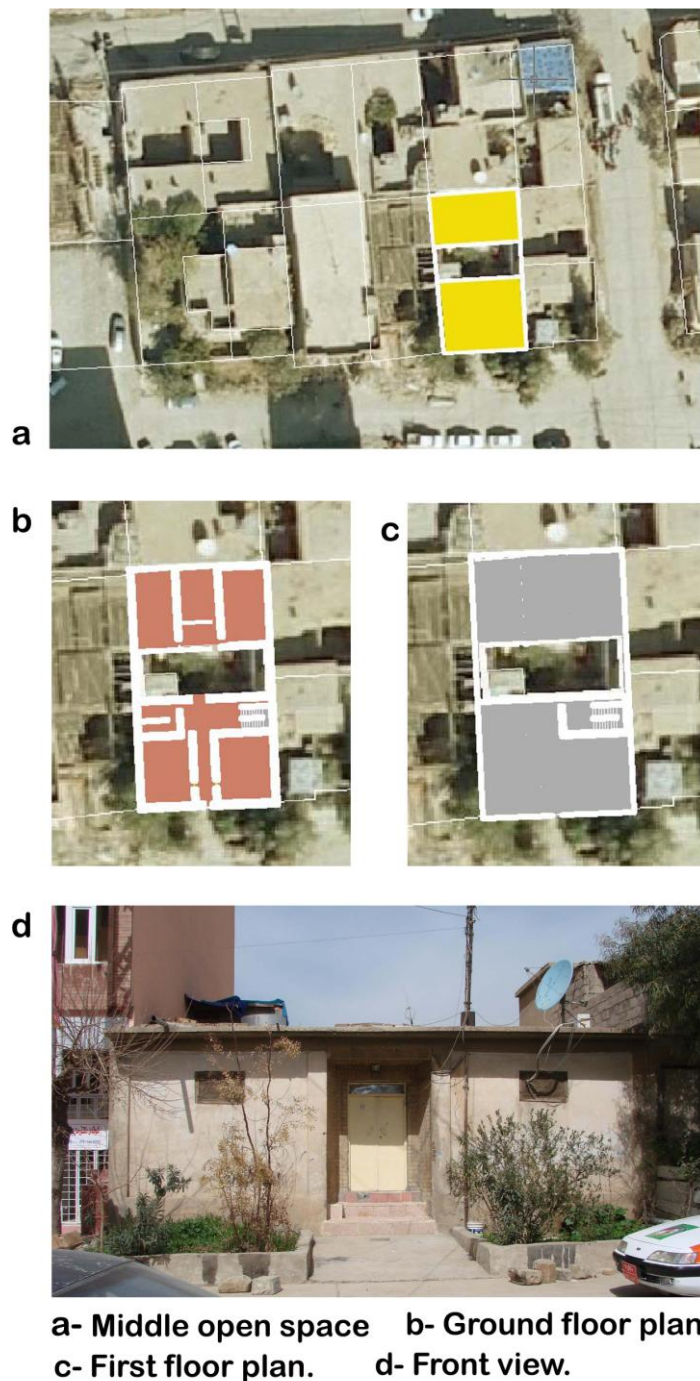 a
b
c
d
a- Middle open space b- Ground floor plan
c- First floor plan. d- Front view.